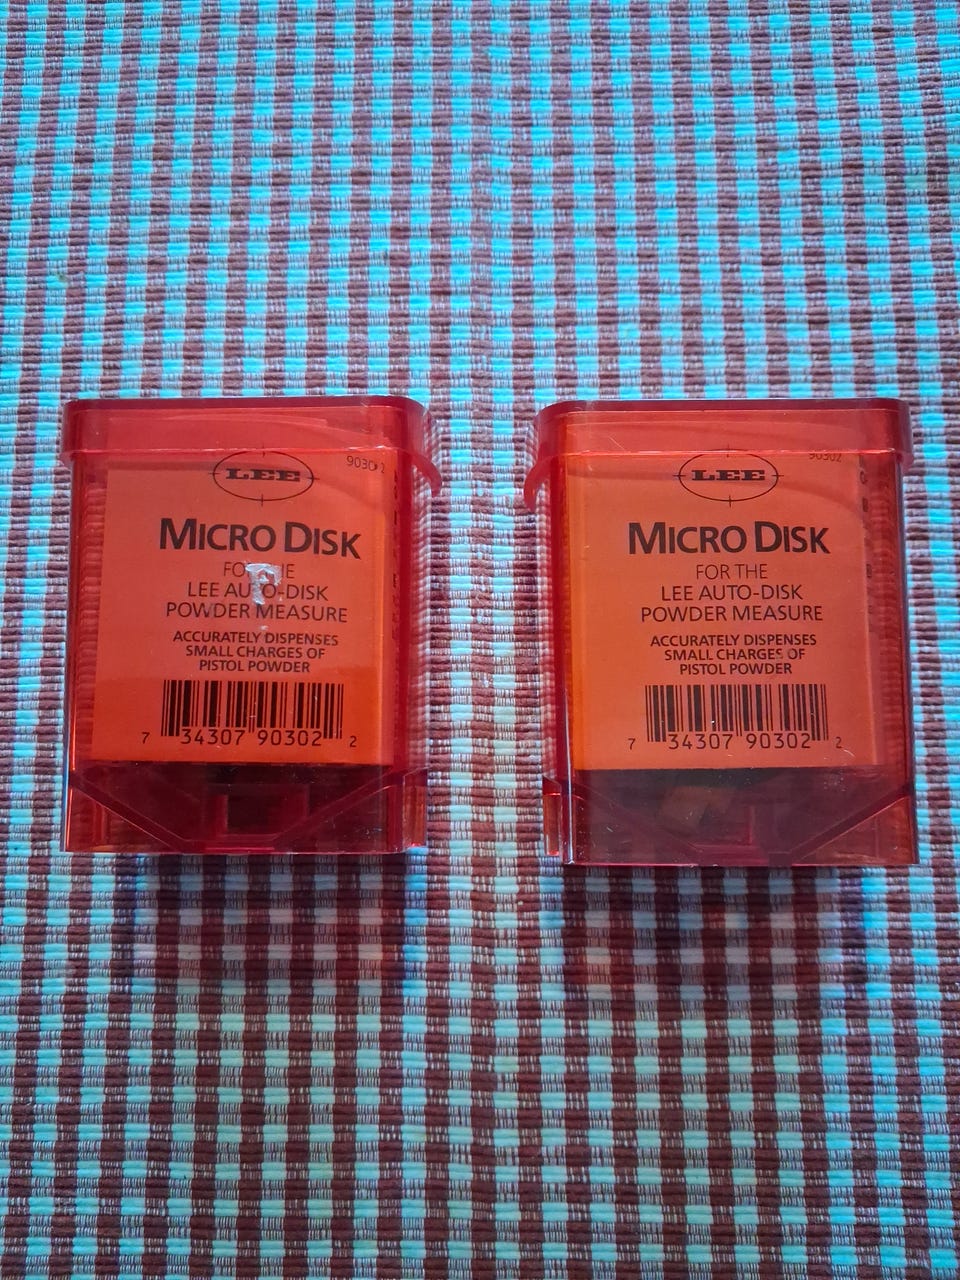 LEE
90302
MICRO DISK
FOR THE
LEE AUTO-DISK
POWDER MEASURE
ACCURATELY DISPENSES
SMALL CHARGES OF
PISTOL POWDER
7 34307 90302 2
LEE
90302
MICRO DISK
FOR THE
LEE AUTO-DISK
POWDER MEASURE
ACCURATELY DISPENSES
SMALL CHARGES OF
PISTOL POWDER
7 34307 90302 2